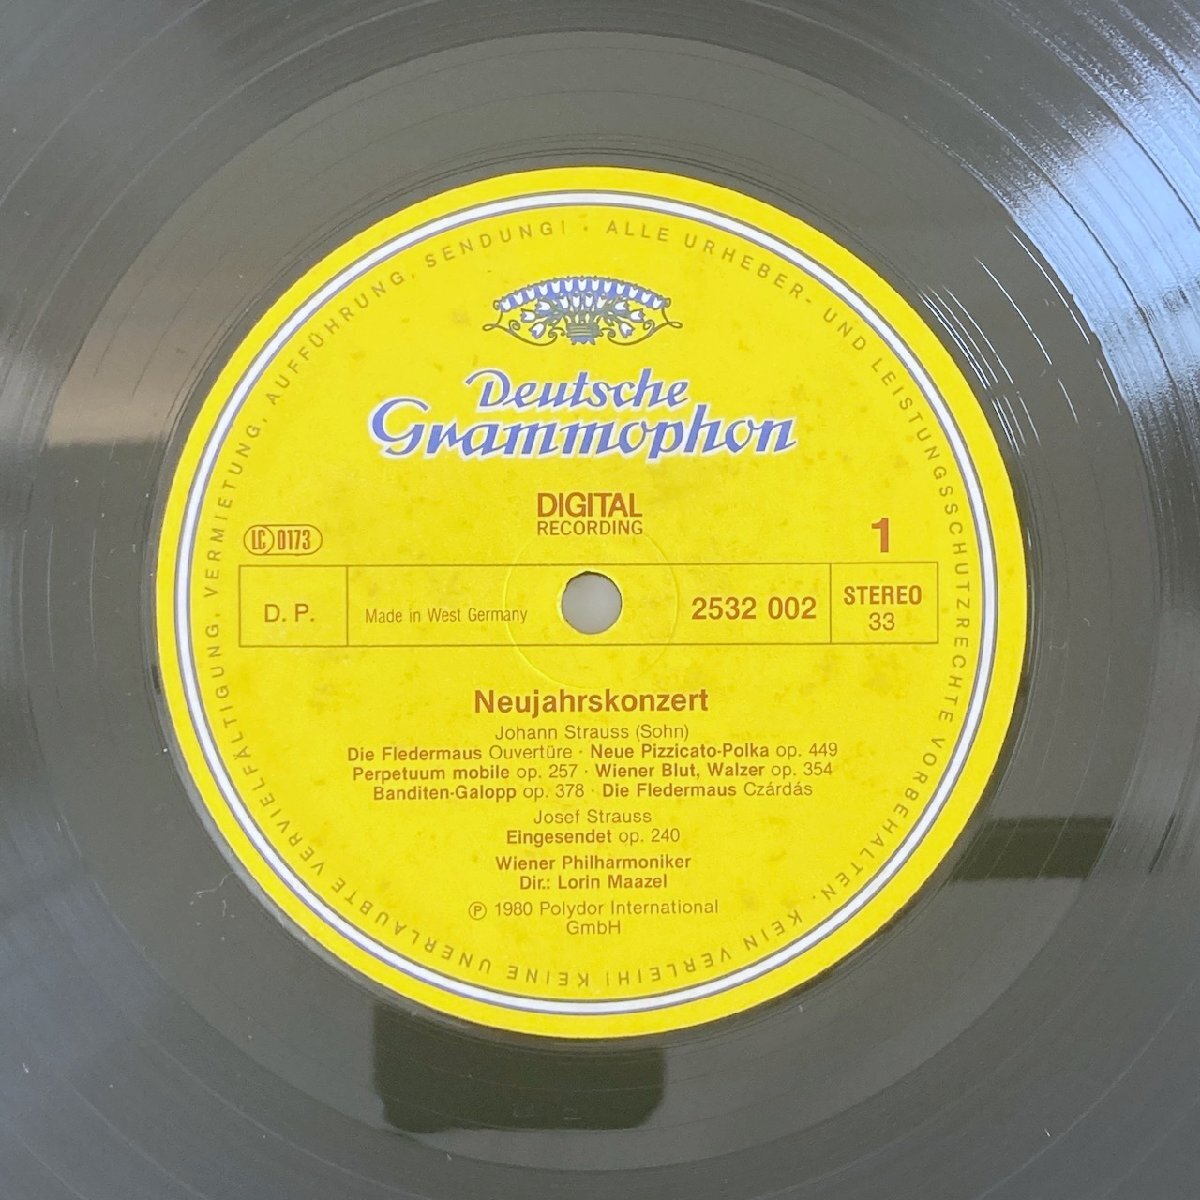 KEINE UNERLAUBTE VERVIELFÄLTIGUNG, VERMIETUNG, AUFFÜHRUNG, SENDUNG! · ALLE URHEBER- UND LEISTUNGSSCHUTZRECHTE VORBEHALTEN, KEIN VERLEIH!
Deutsche
Grammophon
DIGITAL
RECORDING
LC 0173
1
D. P.
Made in West Germany
2532 002
STEREO
33
Neujahrskonzert
Johann Strauss (Sohn)
Die Fledermaus Ouvertüre · Neue Pizzicato-Polka op. 449
Perpetuum mobile op. 257 · Wiener Blut, Walzer op. 354
Banditen-Galopp op. 378 · Die Fledermaus Czárdás
Josef Strauss
Eingesendet op. 240
Wiener Philharmoniker
Dir.: Lorin Maazel
℗ 1980 Polydor International
GmbH